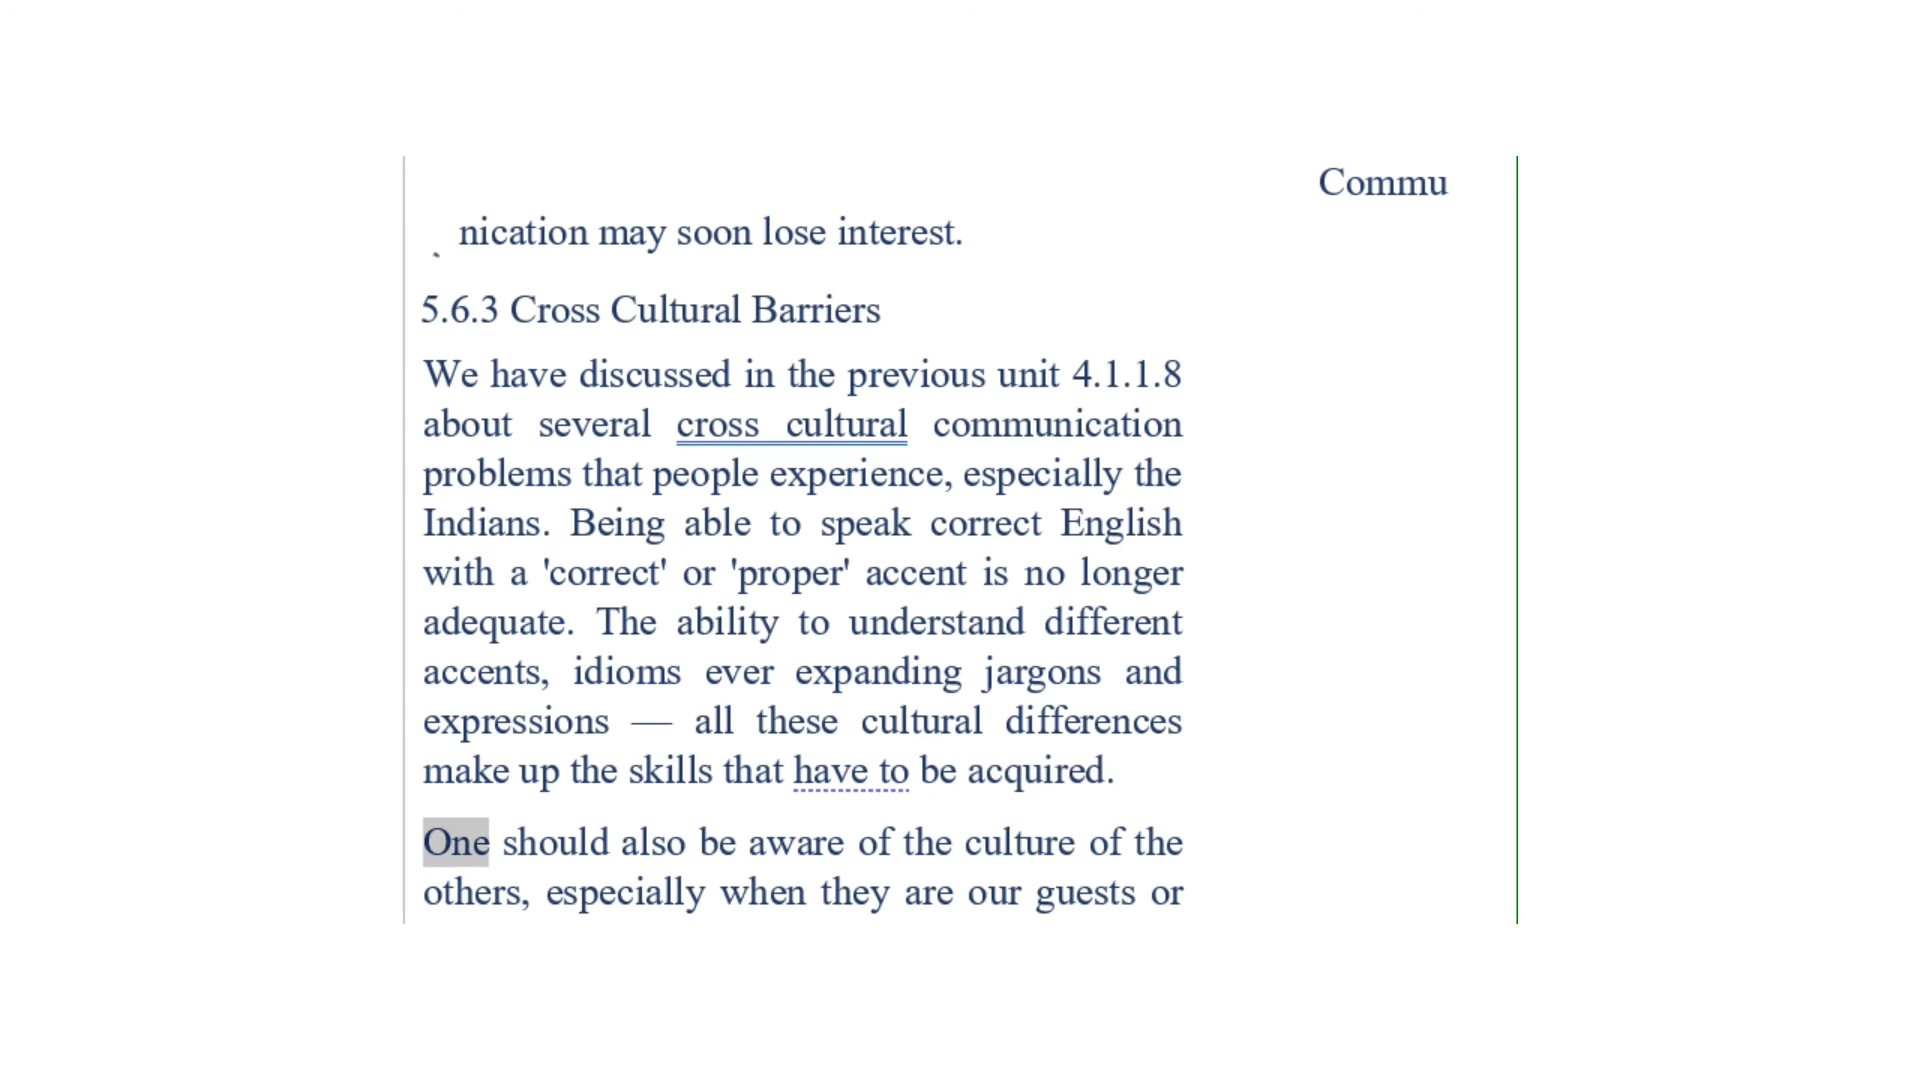 Commu
nication may soon lose interest.
5.6.3 Cross Cultural Barriers
We have discussed in the previous unit 4.1.1.8
about several cross cultural communication
problems that people experience, especially the
Indians. Being able to speak correct English
with a 'correct' or 'proper' accent is no longer
adequate. The ability to understand different
accents, idioms ever expanding jargons and
expressions — all these cultural differences
make up the skills that have to be acquired.
One should also be aware of the culture of the
others, especially when they are our guests or